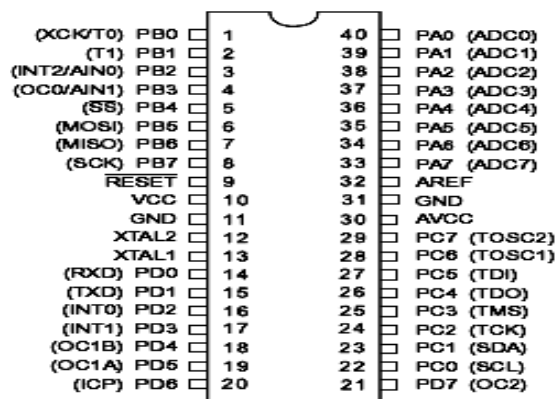 (XCK/T0) PB0 1 40 PA0 (ADC0)
(T1) PB1 2 39 PA1 (ADC1)
(INT2/AIN0) PB2 3 38 PA2 (ADC2)
(OC0/AIN1) PB3 4 37 PA3 (ADC3)
(SS) PB4 5 36 PA4 (ADC4)
(MOSI) PB5 6 35 PA5 (ADC5)
(MISO) PB6 7 34 PA6 (ADC6)
(SCK) PB7 8 33 PA7 (ADC7)
RESET 9 32 AREF
VCC 10 31 GND
GND 11 30 AVCC
XTAL2 12 29 PC7 (TOSC2)
XTAL1 13 28 PC6 (TOSC1)
(RXD) PD0 14 27 PC5 (TDI)
(TXD) PD1 15 26 PC4 (TDO)
(INT0) PD2 16 25 PC3 (TMS)
(INT1) PD3 17 24 PC2 (TCK)
(OC1B) PD4 18 23 PC1 (SDA)
(OC1A) PD5 19 22 PC0 (SCL)
(ICP) PD6 20 21 PD7 (OC2)